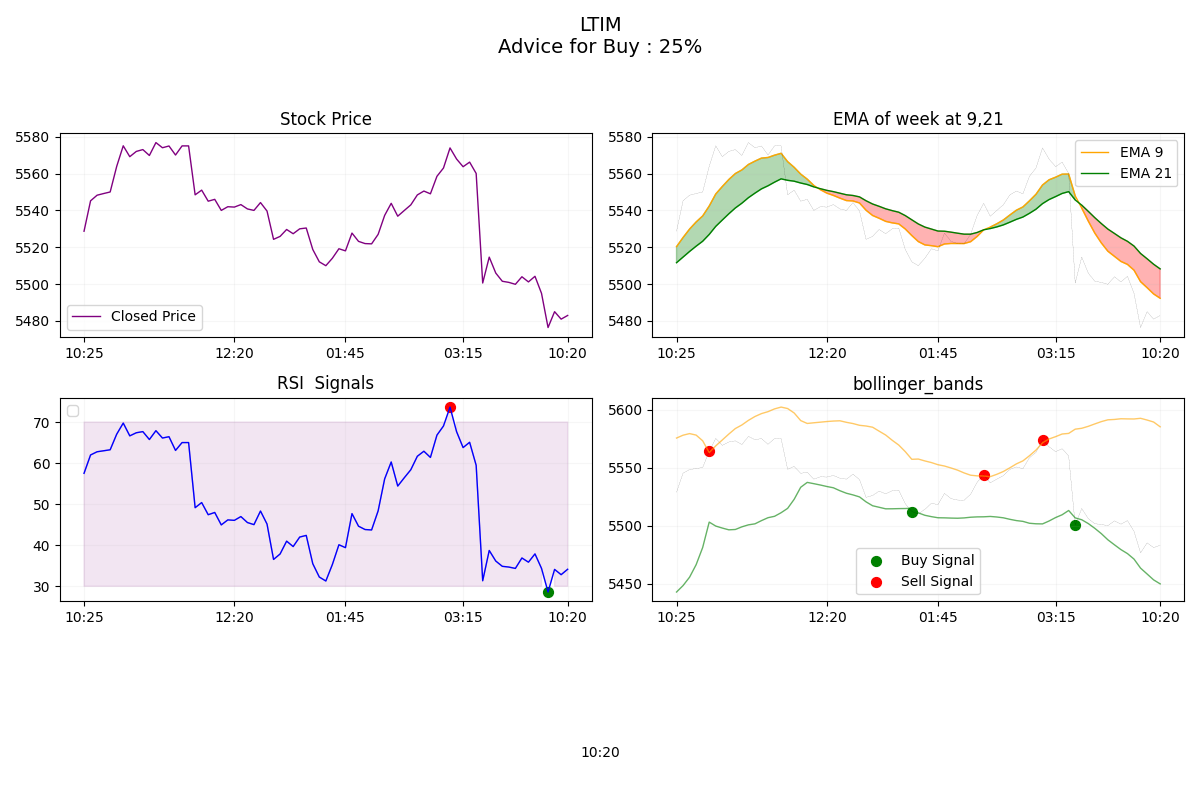 LTIM
Advice for Buy : 25%
Stock Price
5580
5560
5540
5520
5500
5480
Closed Price
10:25 12:20 01:45 03:15 10:20
EMA of week at 9,21
5580
5560
5540
5520
5500
5480
EMA 9
EMA 21
10:25 12:20 01:45 03:15 10:20
RSI  Signals
70
60
50
40
30
10:25 12:20 01:45 03:15 10:20
bollinger_bands
5600
5550
5500
5450
Buy Signal
Sell Signal
10:25 12:20 01:45 03:15 10:20
10:20